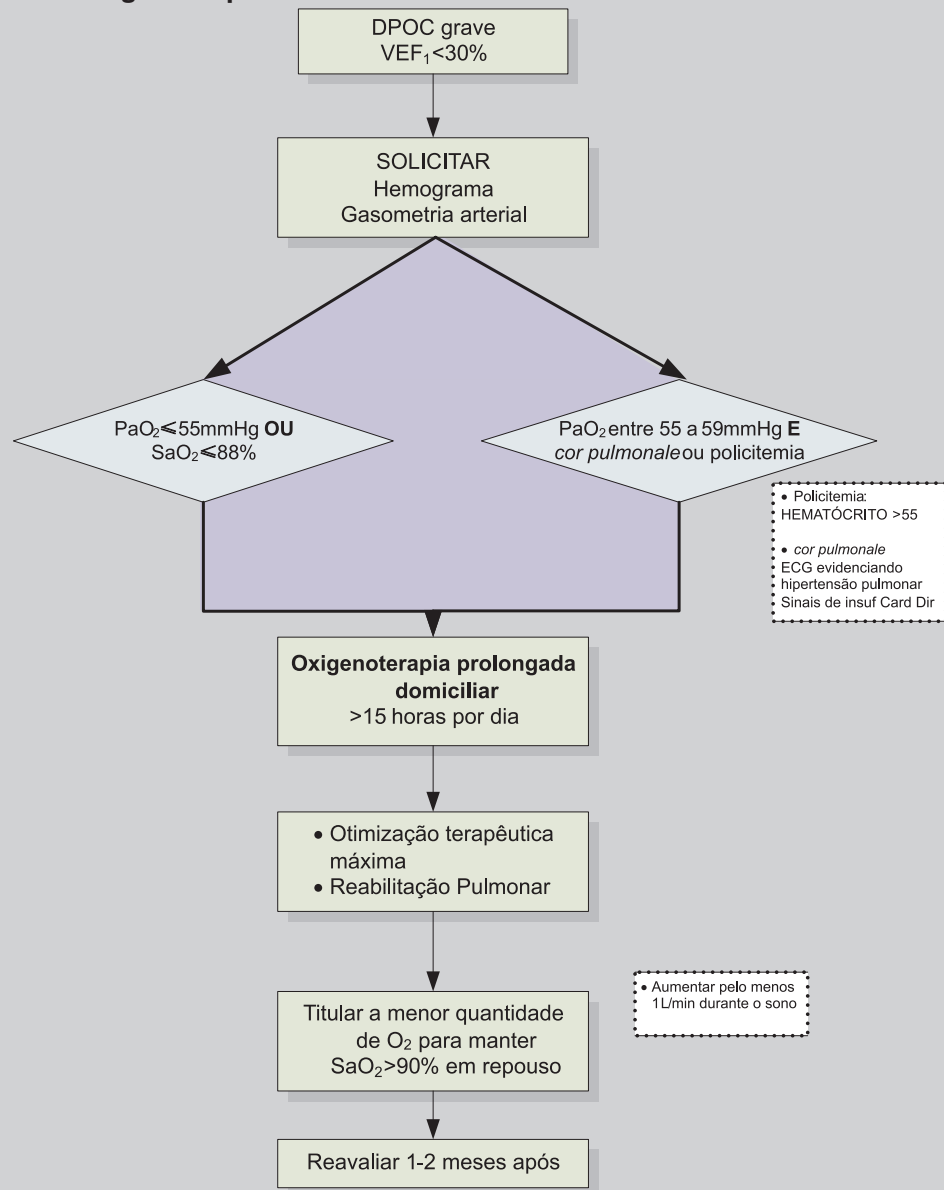 DPOC grave
VEF₁<30%
SOLICITAR
Hemograma
Gasometria arterial
PaO₂⩽55mmHg OU
SaO₂⩽88%
PaO₂ entre 55 a 59mmHg E
cor pulmonale ou policitemia
• Policitemia:
HEMATÓCRITO >55
• cor pulmonale
ECG evidenciando
hipertensão pulmonar
Sinais de insuf Card Dir
Oxigenoterapia prolongada
domiciliar
>15 horas por dia
• Otimização terapêutica
máxima
• Reabilitação Pulmonar
• Aumentar pelo menos
1L/min durante o sono
Titular a menor quantidade
de O₂ para manter
SaO₂>90% em repouso
Reavaliar 1-2 meses após